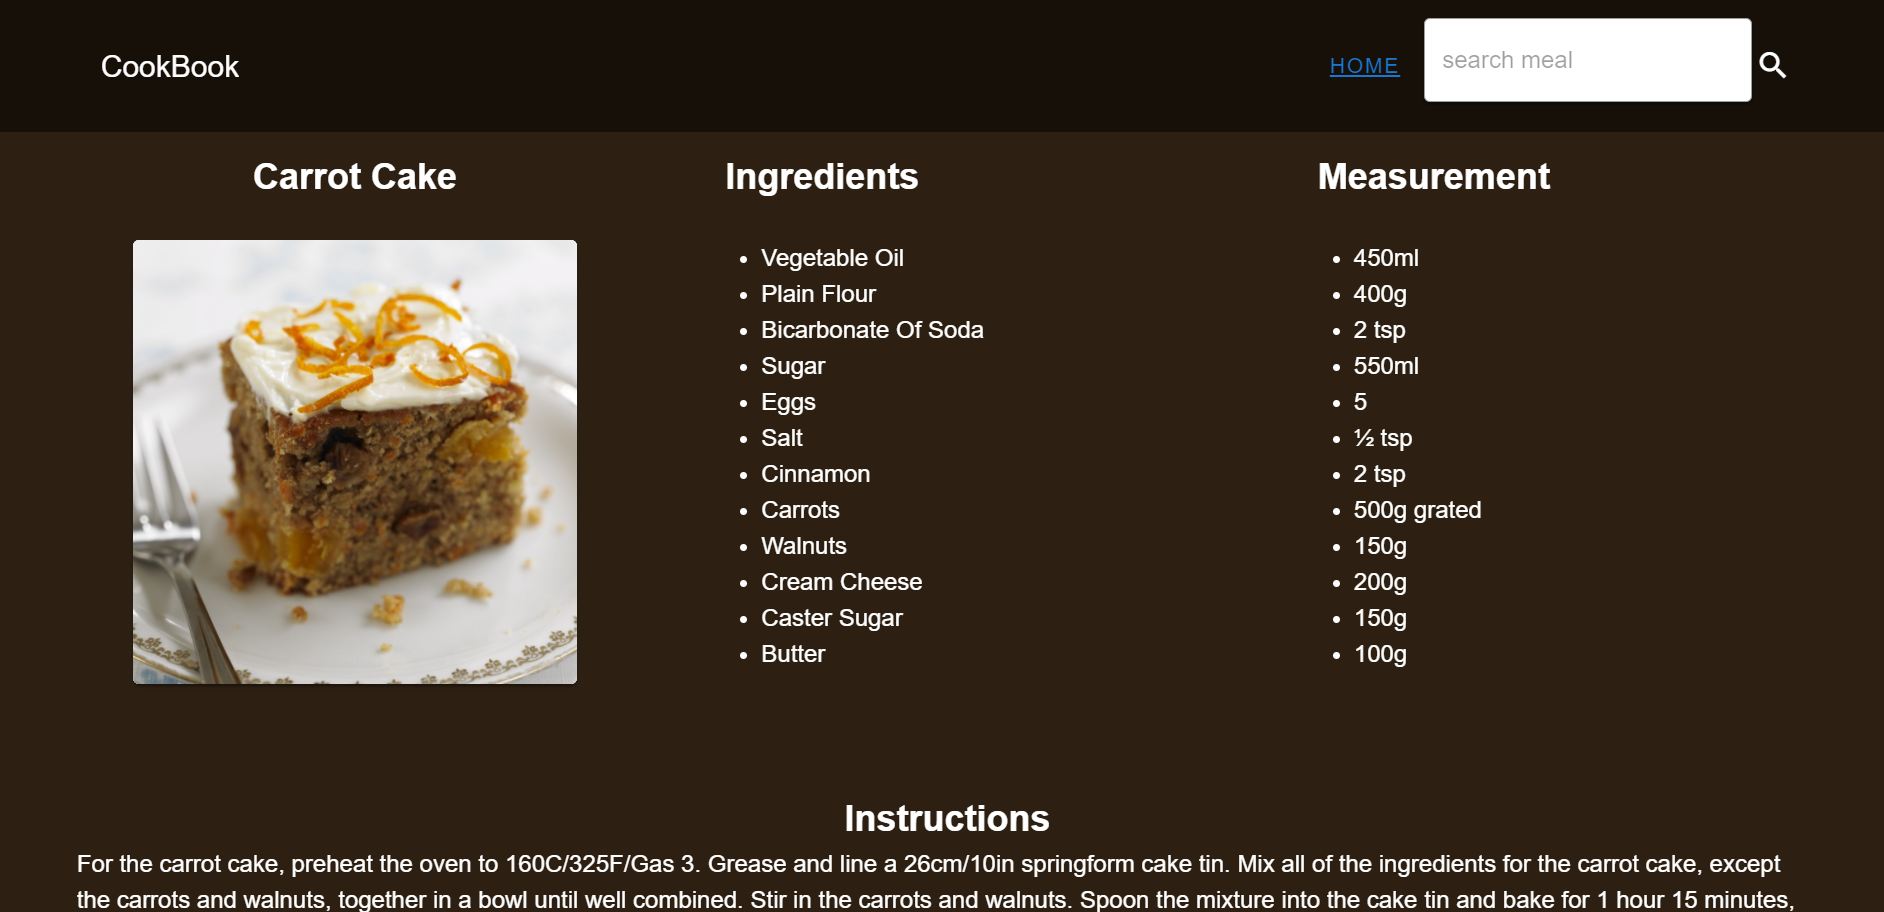 CookBook
HOME
search meal
Carrot Cake
Ingredients
Vegetable Oil
Plain Flour
Bicarbonate Of Soda
Sugar
Eggs
Salt
Cinnamon
Carrots
Walnuts
Cream Cheese
Caster Sugar
Butter
Measurement
450ml
400g
2 tsp
550ml
5
½ tsp
2 tsp
500g grated
150g
200g
150g
100g
Instructions
For the carrot cake, preheat the oven to 160C/325F/Gas 3. Grease and line a 26cm/10in springform cake tin. Mix all of the ingredients for the carrot cake, except
the carrots and walnuts, together in a bowl until well combined. Stir in the carrots and walnuts. Spoon the mixture into the cake tin and bake for 1 hour 15 minutes,